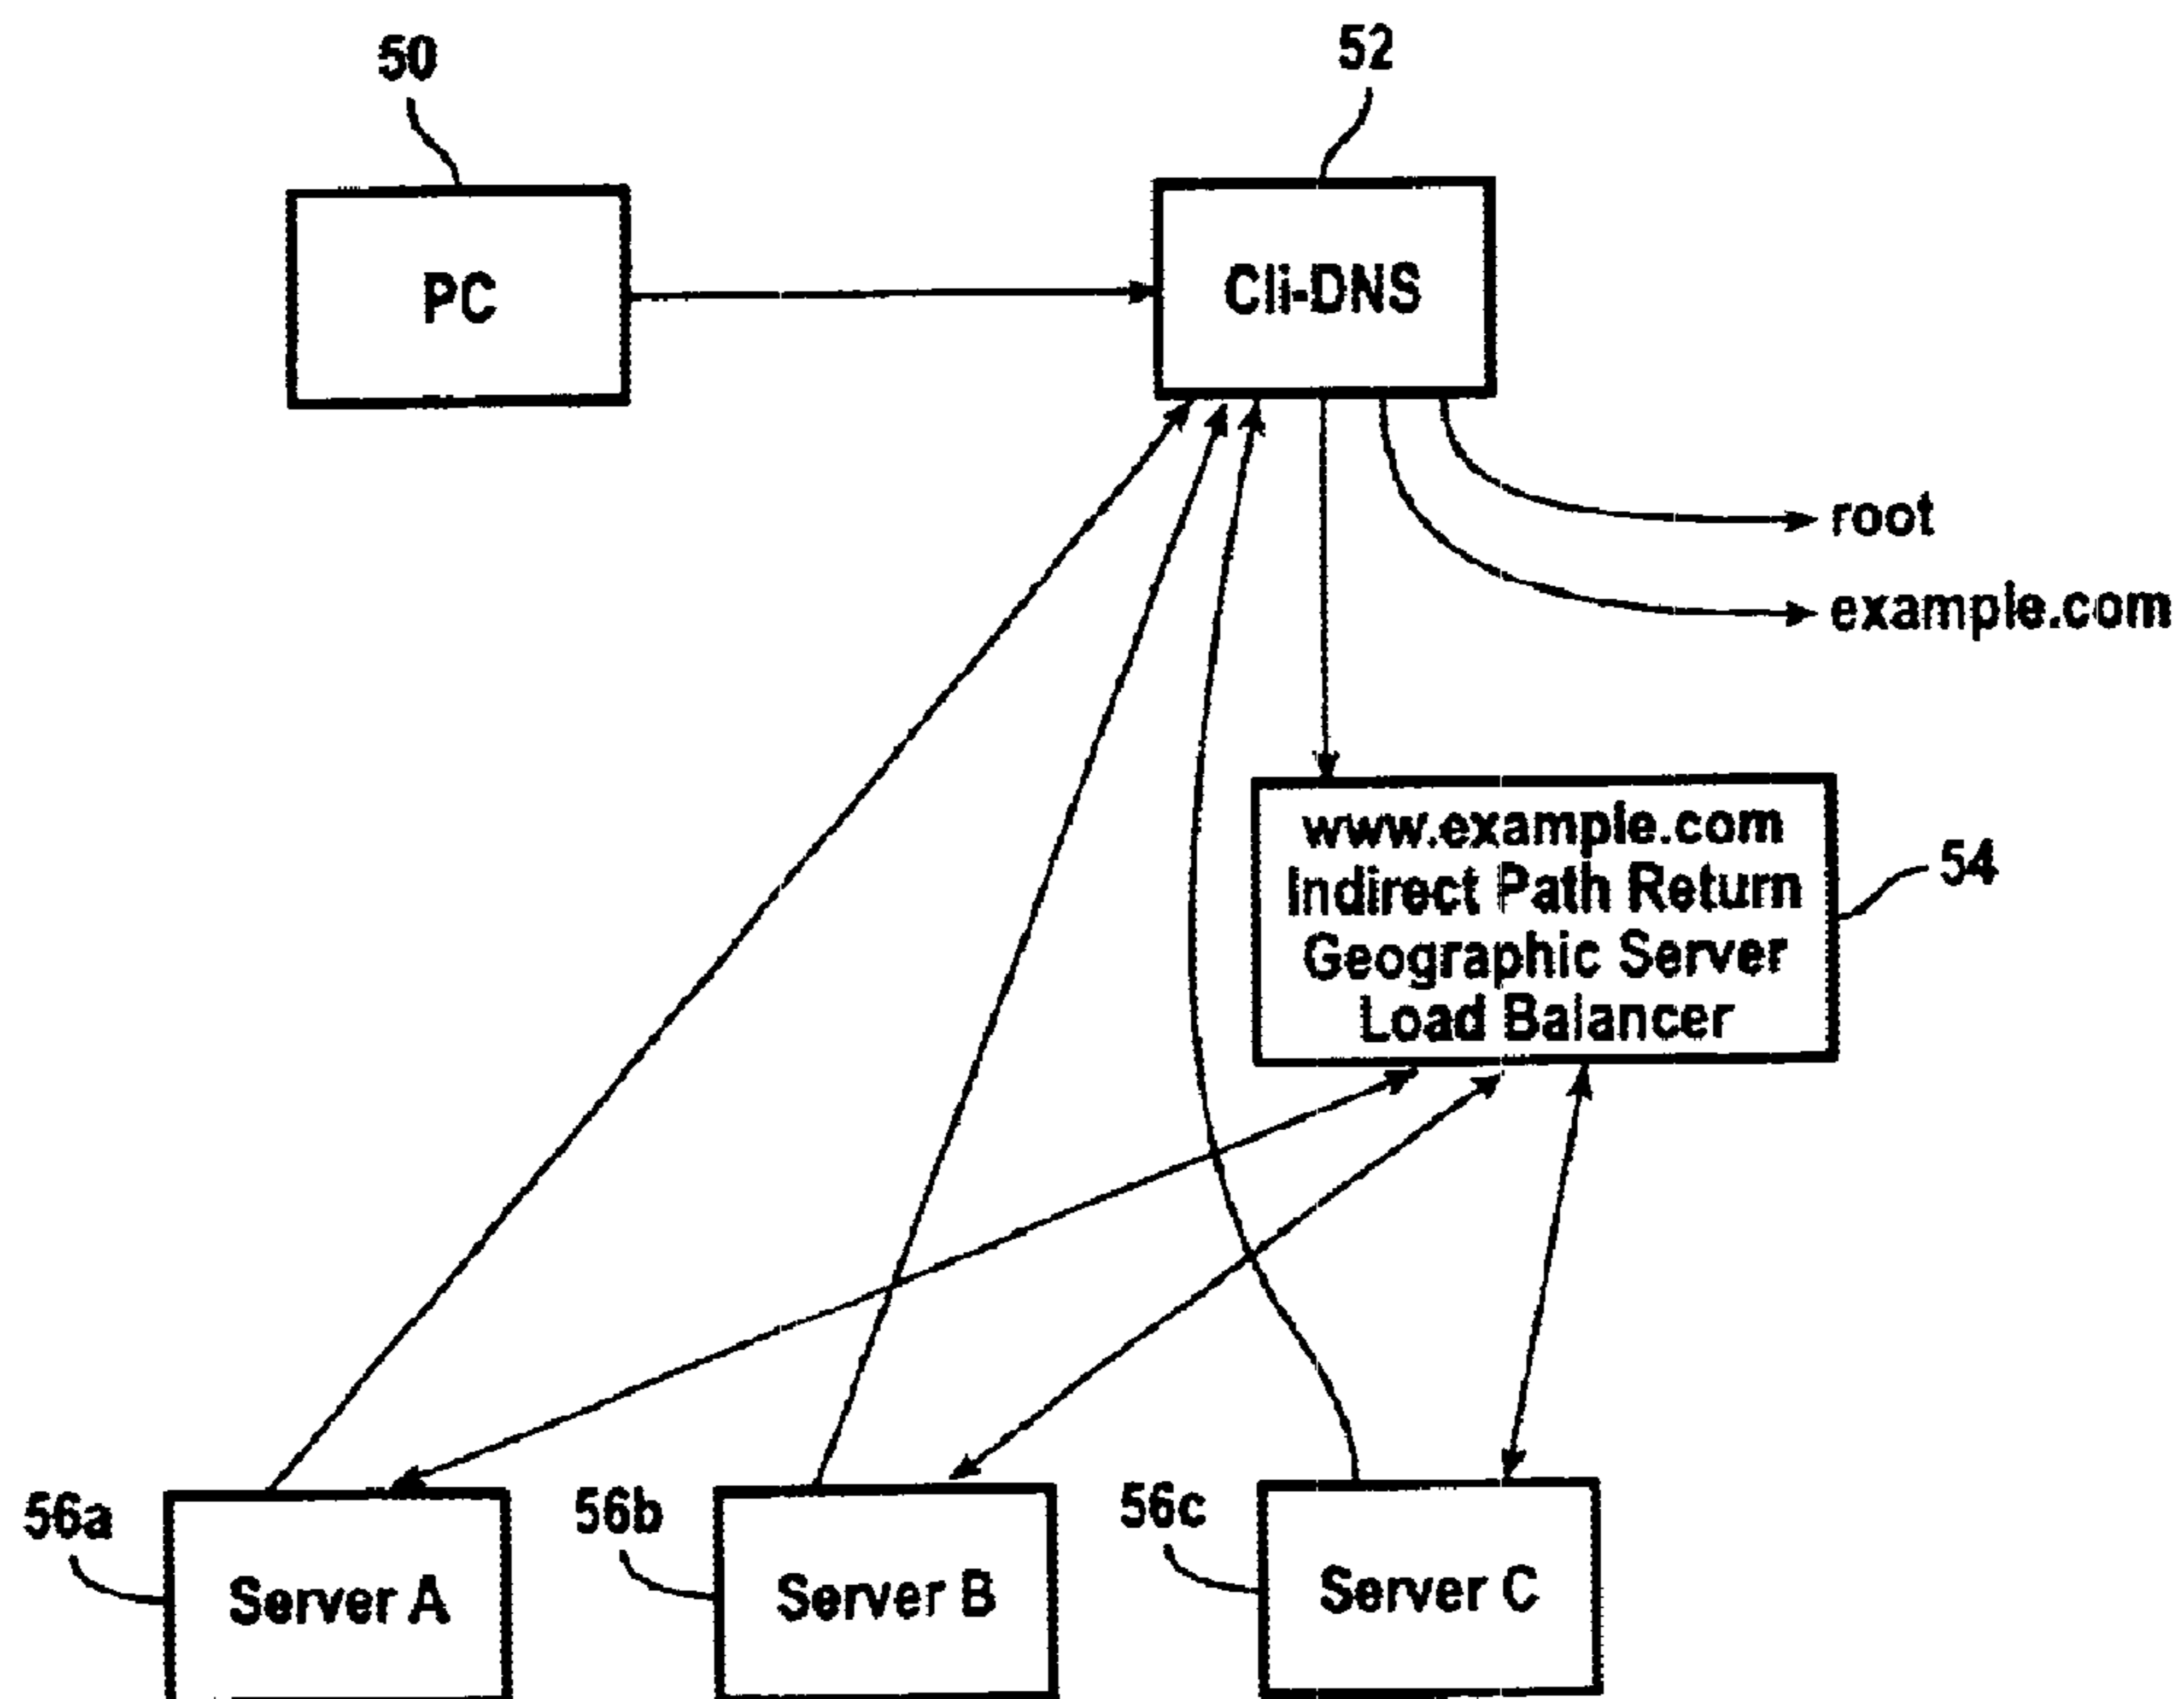 50
52
PC
Cli-DNS
root
example.com
www.example.com
Indirect Path Return
Geographic Server
Load Balancer
54
56a
Server A
56b
Server B
56c
Server C